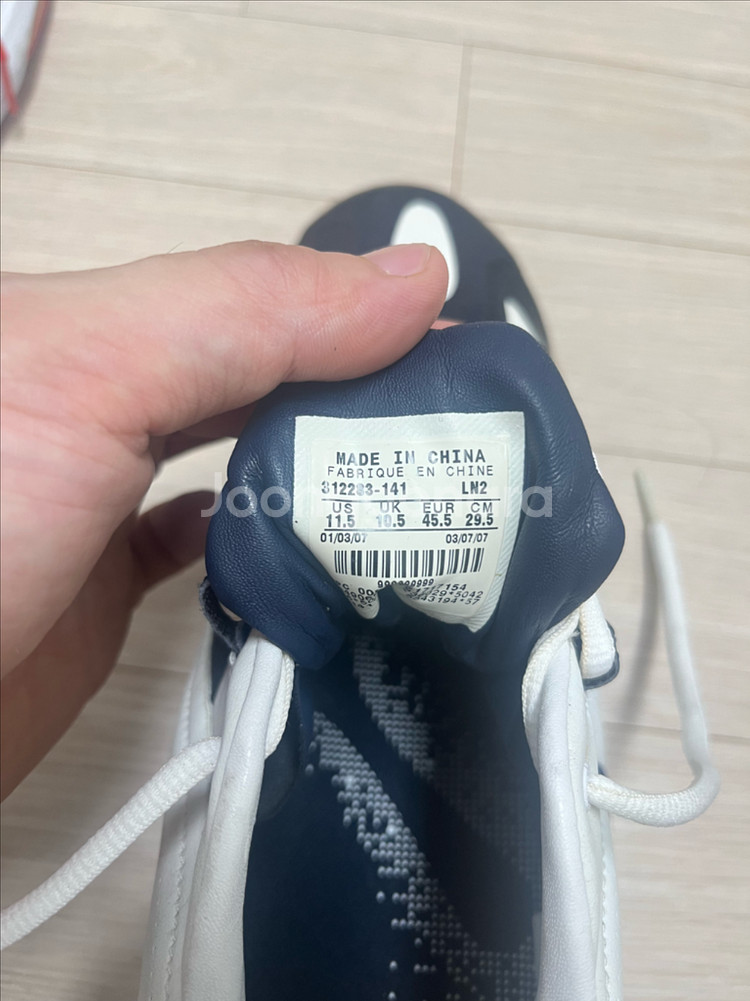 MADE IN CHINA
FABRIQUE EN CHINE
312283-141 LN2
US UK EUR CM
11.5 10.5 45.5 29.5
01/03/07 03/07/07